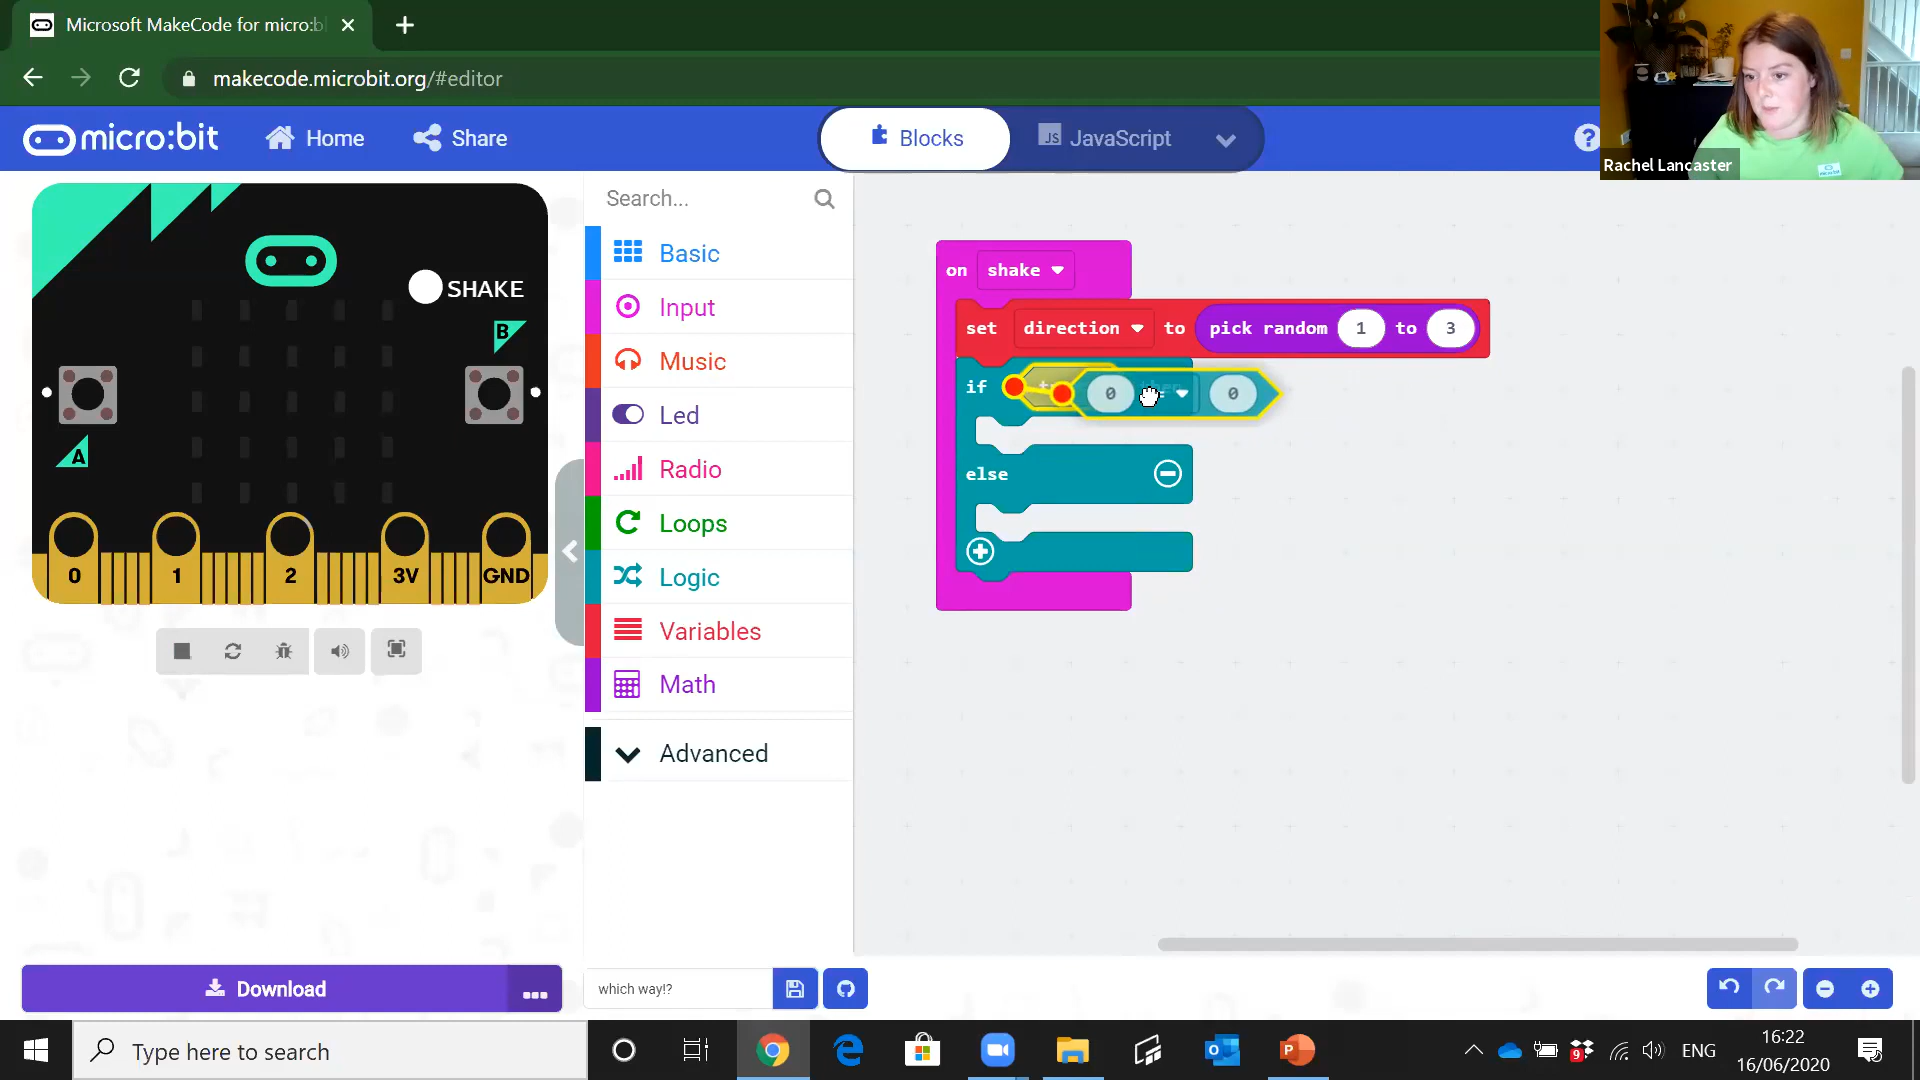 Microsoft MakeCode for micro:b
makecode.microbit.org/#editor
Rachel Lancaster
micro:bit
Home
Share
Blocks
JS
JavaScript
?
SHAKE
B
A
0 1 2 3V GND
Search...
Basic
Input
Music
Led
Radio
Loops
Logic
Variables
Math
Advanced
on shake
set direction to pick random 1 to 3
if 0 0
else
Download
...
which way!?
Type here to search
9
ENG
16:22
16/06/2020